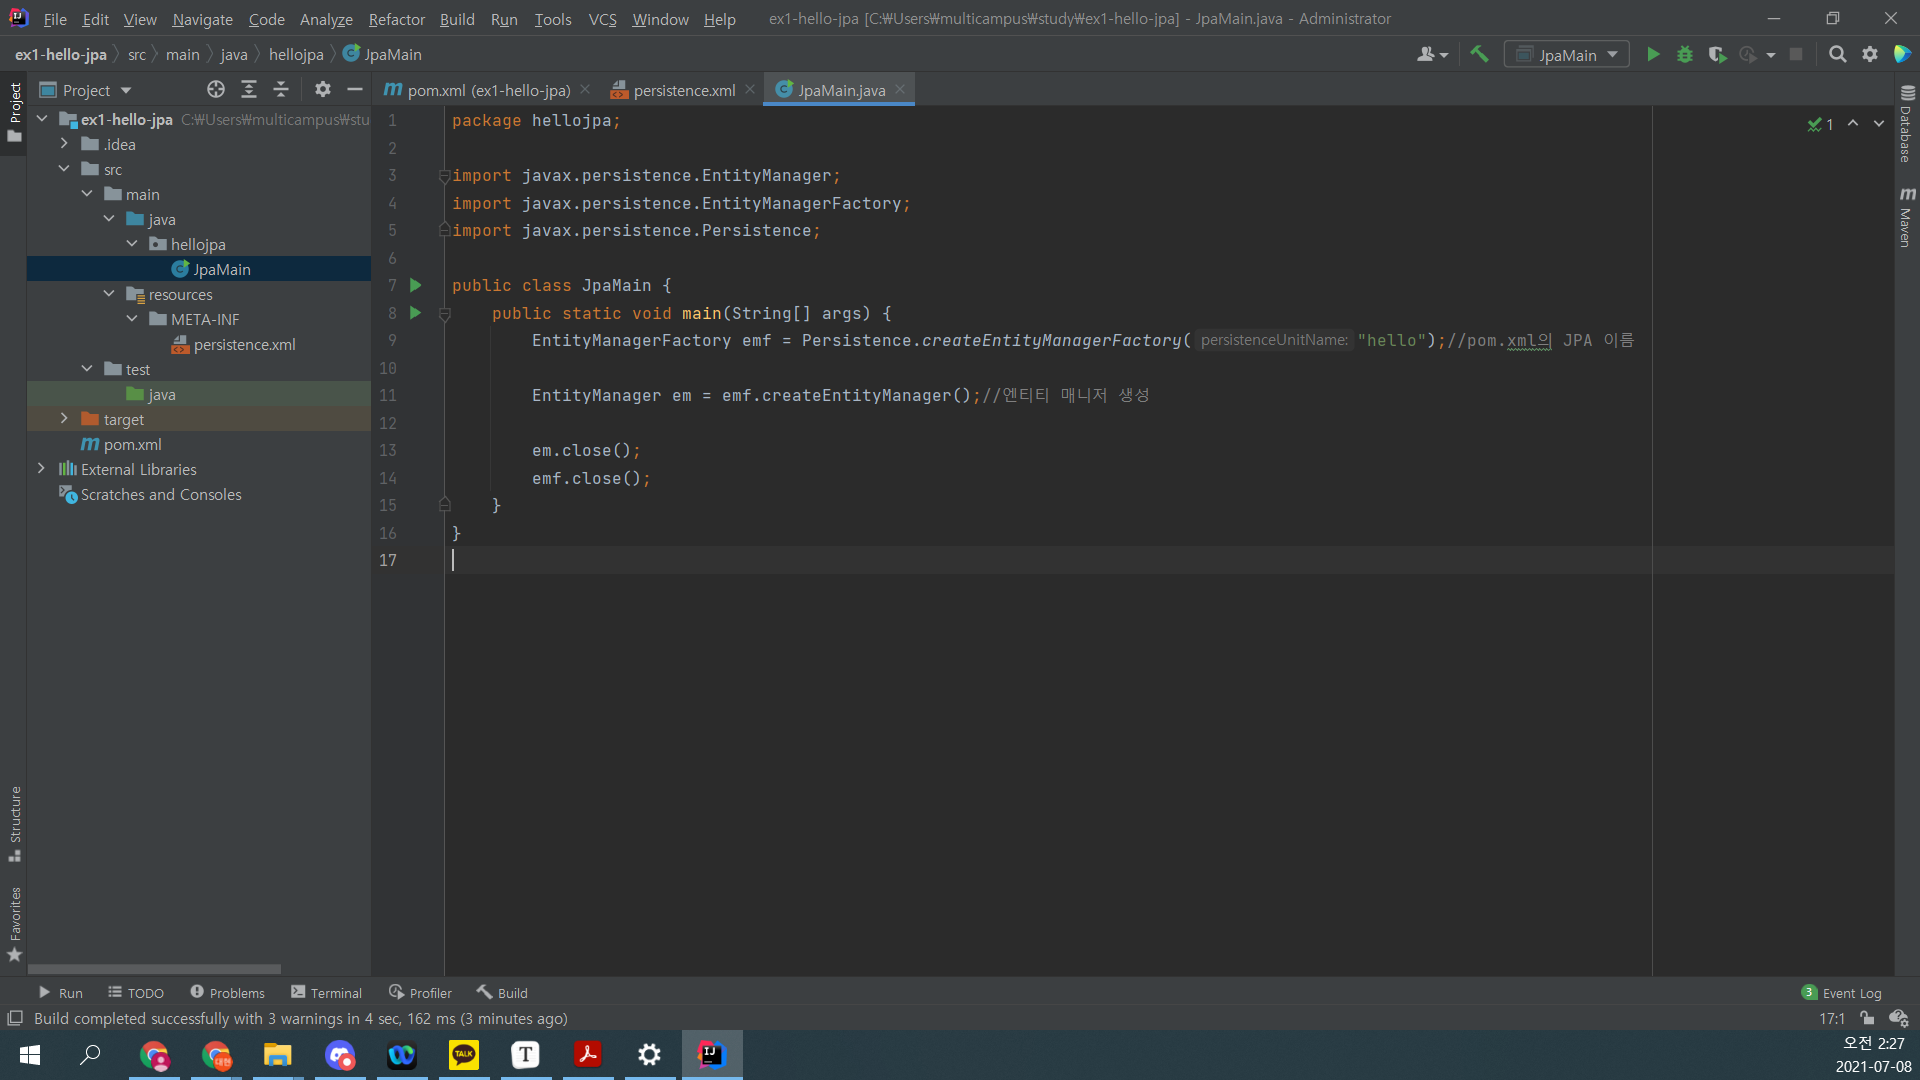 File Edit View Navigate Code Analyze Refactor Build Run Tools VCS Window Help ex1-hello-jpa [C:₩Users₩multicampus₩study₩ex1-hello-jpa] - JpaMain.java - Administrator
ex1-hello-jpa src main java hellojpa JpaMain JpaMain
Project pom.xml (ex1-hello-jpa) persistence.xml JpaMain.java
Project
Database
Maven
Structure
Favorites
ex1-hello-jpa C:₩Users₩multicampus₩stu
.idea
src
main
java
hellojpa
JpaMain
resources
META-INF
persistence.xml
test
java
target
pom.xml
External Libraries
Scratches and Consoles
1 package hellojpa;
2
3 import javax.persistence.EntityManager;
4 import javax.persistence.EntityManagerFactory;
5 import javax.persistence.Persistence;
6
7 public class JpaMain {
8 public static void main(String[] args) {
9 EntityManagerFactory emf = Persistence.createEntityManagerFactory( persistenceUnitName: "hello");//pom.xml의 JPA 이름
10
11 EntityManager em = emf.createEntityManager();//엔티티 매니저 생성
12
13 em.close();
14 emf.close();
15 }
16 }
17
1
Run TODO Problems Terminal Profiler Build 3 Event Log
Build completed successfully with 3 warnings in 4 sec, 162 ms (3 minutes ago) 17:1
TALK T IJ
오전 2:27
2021-07-08